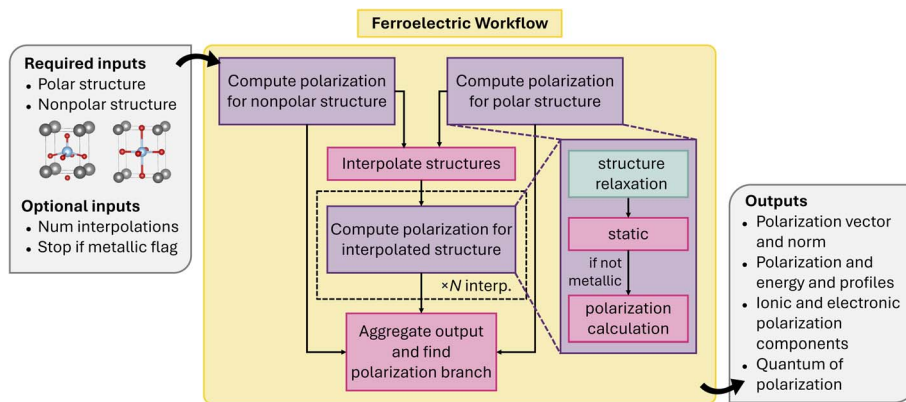 Ferroelectric Workflow
Required inputs
• Polar structure
• Nonpolar structure
Optional inputs
• Num interpolations
• Stop if metallic flag
Compute polarization
for nonpolar structure
Compute polarization
for polar structure
Interpolate structures
Compute polarization for
interpolated structure
×N interp.
Aggregate output
and find
polarization branch
structure
relaxation
static
if not
metallic
polarization
calculation
Outputs
• Polarization vector
and norm
• Polarization and
energy and profiles
• Ionic and electronic
polarization
components
• Quantum of
polarization